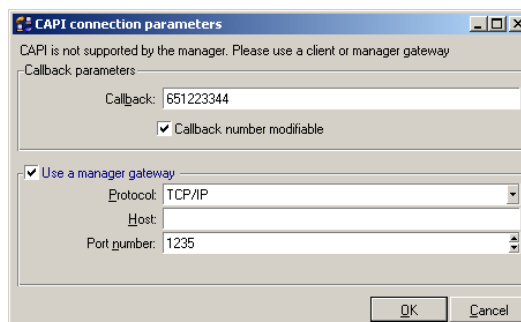 CAPI connection parameters
CAPI is not supported by the manager. Please use a client or manager gateway
Callback parameters
Callback: 651223344
Callback number modifiable
Use a manager gateway
Protocol: TCP/IP
Host:
Port number: 1235
OK Cancel